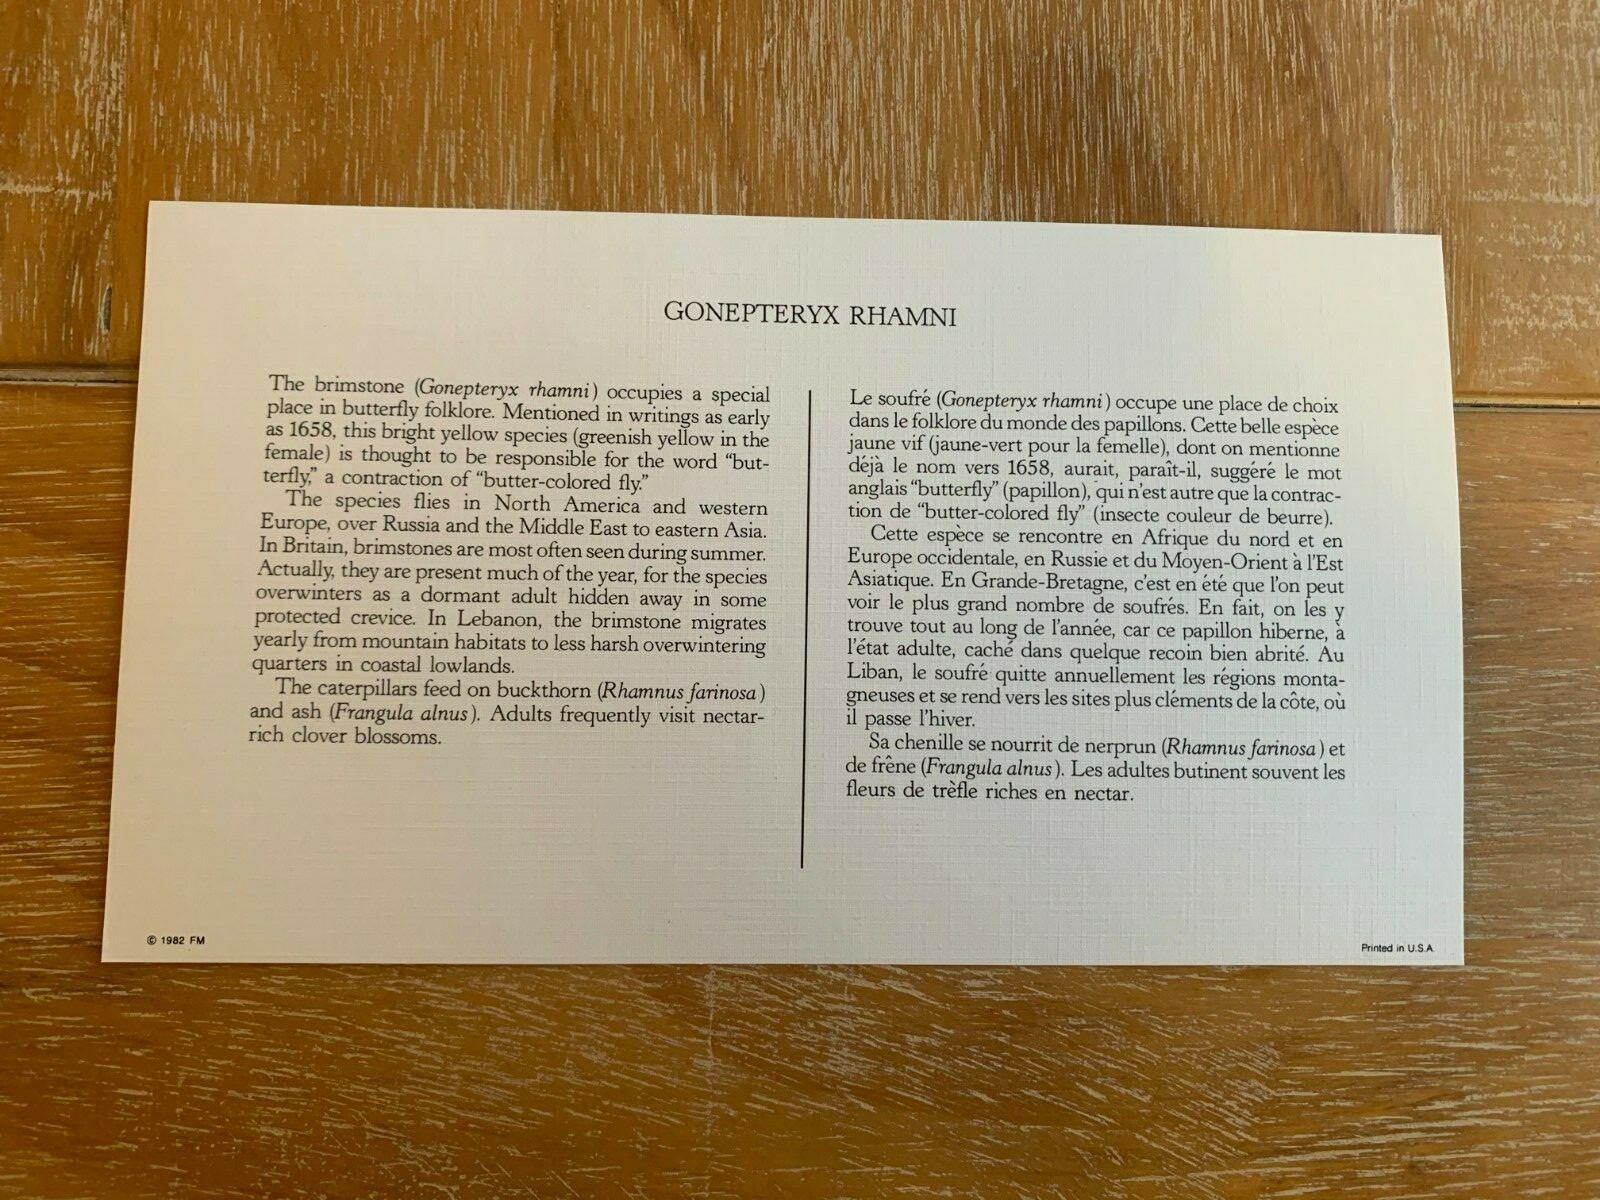 GONEPTERYX RHAMNI
The brimstone (Gonepteryx rhamni) occupies a special
place in butterfly folklore. Mentioned in writings as early
as 1658, this bright yellow species (greenish yellow in the
female) is thought to be responsible for the word “but-
terfly,” a contraction of “butter-colored fly.”
The species flies in North America and western
Europe, over Russia and the Middle East to eastern Asia.
In Britain, brimstones are most often seen during summer.
Actually, they are present much of the year, for the species
overwinters as a dormant adult hidden away in some
protected crevice. In Lebanon, the brimstone migrates
yearly from mountain habitats to less harsh overwintering
quarters in coastal lowlands.
The caterpillars feed on buckthorn (Rhamnus farinosa)
and ash (Frangula alnus). Adults frequently visit nectar-
rich clover blossoms.
Le soufré (Gonepteryx rhamni) occupe une place de choix
dans le folklore du monde des papillons. Cette belle espèce
jaune vif (jaune-vert pour la femelle), dont on mentionne
déjà le nom vers 1658, aurait, paraît-il, suggéré le mot
anglais “butterfly” (papillon), qui n'est autre que la contrac-
tion de “butter-colored fly” (insecte couleur de beurre).
Cette espèce se rencontre en Afrique du nord et en
Europe occidentale, en Russie et du Moyen-Orient à l'Est
Asiatique. En Grande-Bretagne, c'est en été que l'on peut
voir le plus grand nombre de soufrés. En fait, on les y
trouve tout au long de l'année, car ce papillon hiberne, à
l'état adulte, caché dans quelque recoin bien abrité. Au
Liban, le soufré quitte annuellement les régions monta-
gneuses et se rend vers les sites plus cléments de la côte, où
il passe l'hiver.
Sa chenille se nourrit de nerprun (Rhamnus farinosa) et
de frêne (Frangula alnus). Les adultes butinent souvent les
fleurs de trèfle riches en nectar.
© 1982 FM
Printed in U.S.A.